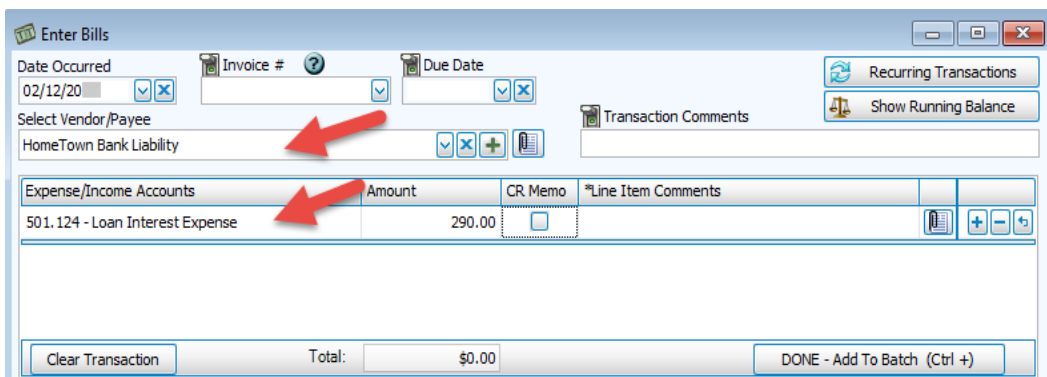 Enter Bills
Date Occurred Invoice # ? Due Date Recurring Transactions
02/12/20
Show Running Balance
Select Vendor/Payee Transaction Comments
HomeTown Bank Liability
Expense/Income Accounts Amount CR Memo *Line Item Comments
501.124 - Loan Interest Expense 290.00
Clear Transaction Total: $0.00 DONE - Add To Batch (Ctrl +)